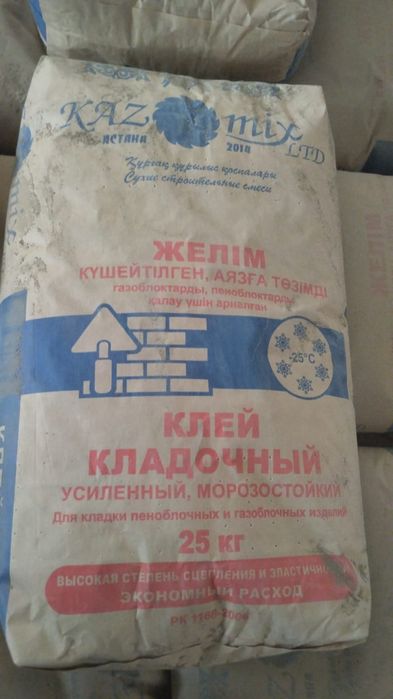 KAZ mix LTD
АСТАНА 2014
Құрғақ құрылыс қоспалары
Сухие строительные смеси
ЖЕЛІМ
КҮШЕЙТІЛГЕН, АЯЗҒА ТӨЗІМДІ
газоблоктарды, пеноблоктарды
қалау үшін арналған
-25°C
КЛЕЙ
КЛАДОЧНЫЙ
УСИЛЕННЫЙ, МОРОЗОСТОЙКИЙ
Для кладки пеноблочных и газоблочных изделий
25 кг
ВЫСОКАЯ СТЕПЕНЬ СЦЕПЛЕНИЯ И ЭЛАСТИЧНОСТИ
ЭКОНОМНЫЙ РАСХОД